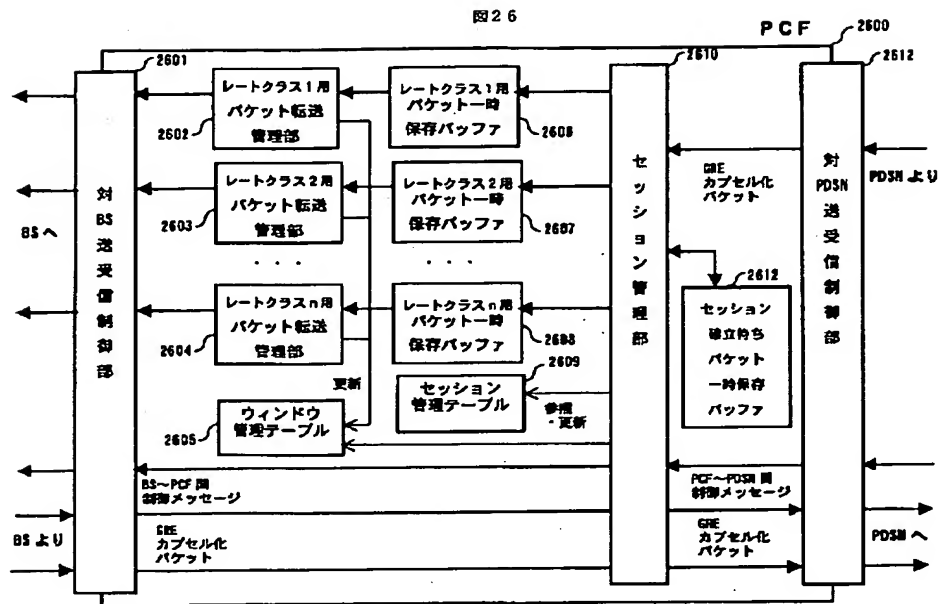 図26
PCF
2600
2601
2610
2612
レートクラス1用
パケット転送
管理部
2602
レートクラス1用
パケット一時
保存バッファ
2606
レートクラス2用
パケット転送
管理部
2603
レートクラス2用
パケット一時
保存バッファ
2607
・・・
・・・
レートクラスn用
パケット転送
管理部
2604
レートクラスn用
パケット一時
保存バッファ
2608
対BS送受信制御部
セッション管理部
対PDSN送受信制御部
BSへ
PDSNより
GRE
カプセル化
パケット
2612
セッション
確立待ち
パケット
一時保存
バッファ
更新
2609
セッション
管理テーブル
参照
・更新
ウィンドウ
管理テーブル
2605
BS～PCF間
制御メッセージ
PCF～PDSN間
制御メッセージ
BSより
GRE
カプセル化
パケット
GRE
カプセル化
パケット
PDSNへ